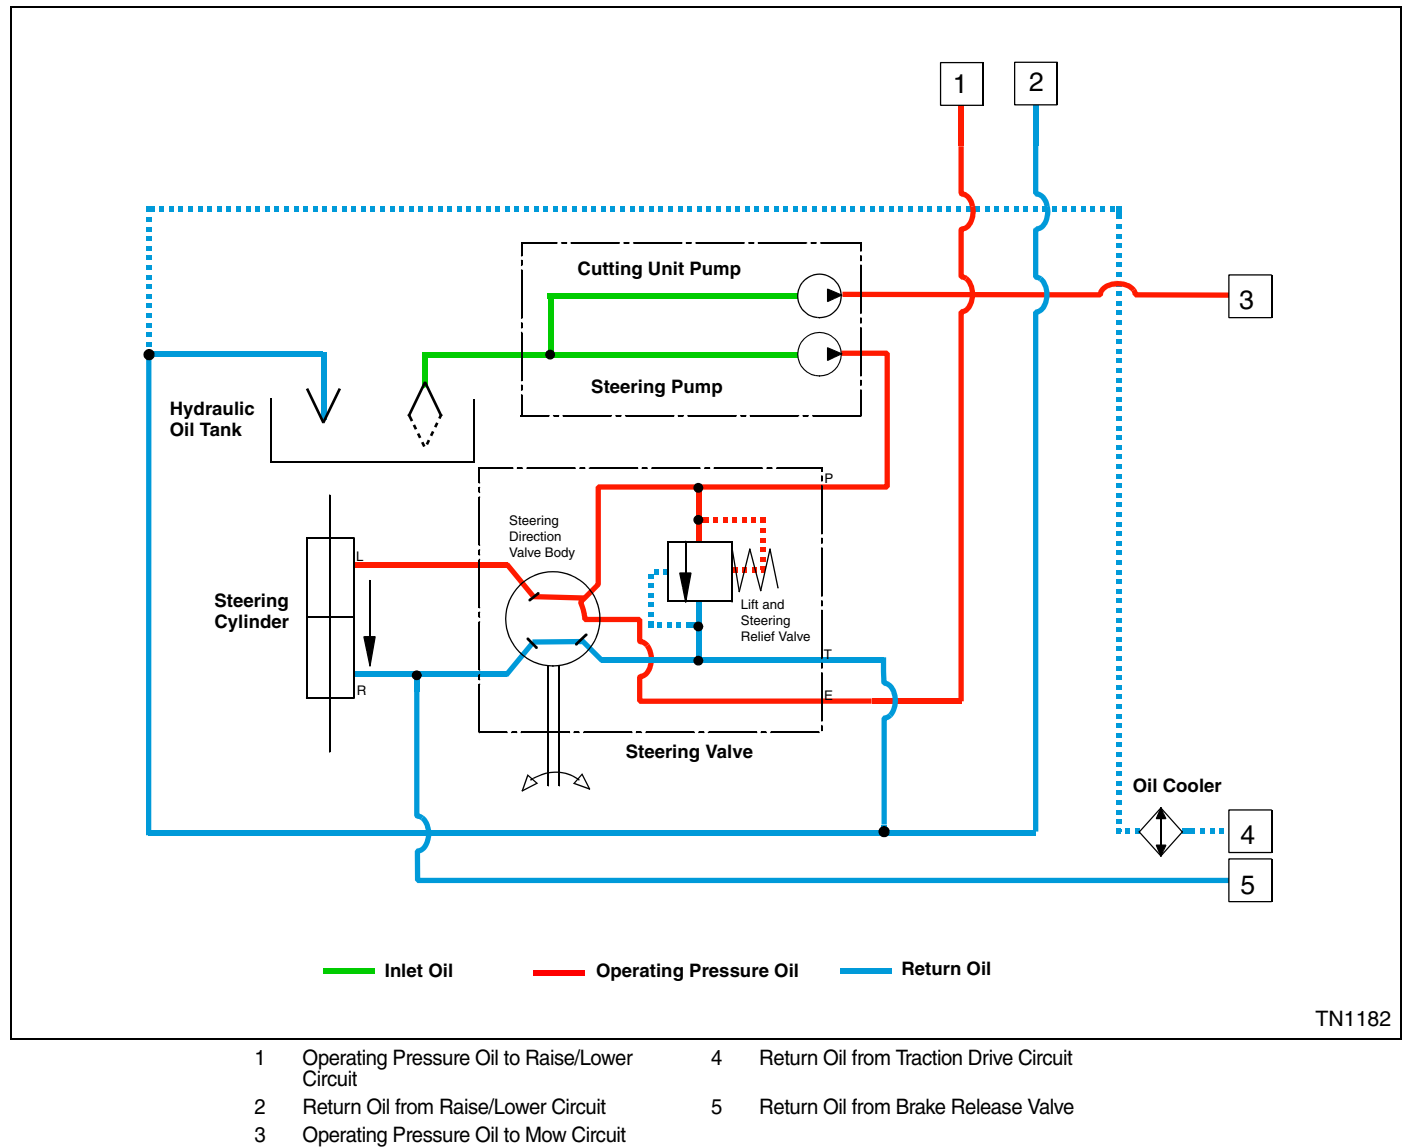 1
2
Cutting Unit Pump
3
Steering Pump
Hydraulic
Oil Tank
P
Steering
Direction
Valve Body
L
Steering
Cylinder
Lift and
Steering
Relief Valve
T
R
E
Steering Valve
Oil Cooler
4
5
Inlet Oil
Operating Pressure Oil
Return Oil
TN1182
1 Operating Pressure Oil to Raise/Lower
Circuit
2 Return Oil from Raise/Lower Circuit
3 Operating Pressure Oil to Mow Circuit
4 Return Oil from Traction Drive Circuit
5 Return Oil from Brake Release Valve